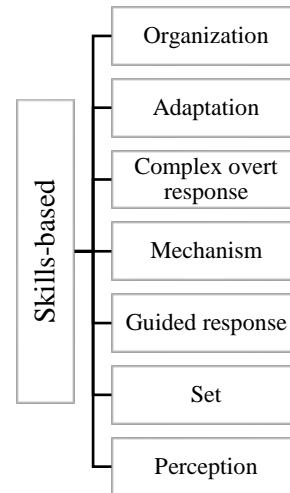 Skills-based
Organization
Adaptation
Complex overt
response
Mechanism
Guided response
Set
Perception